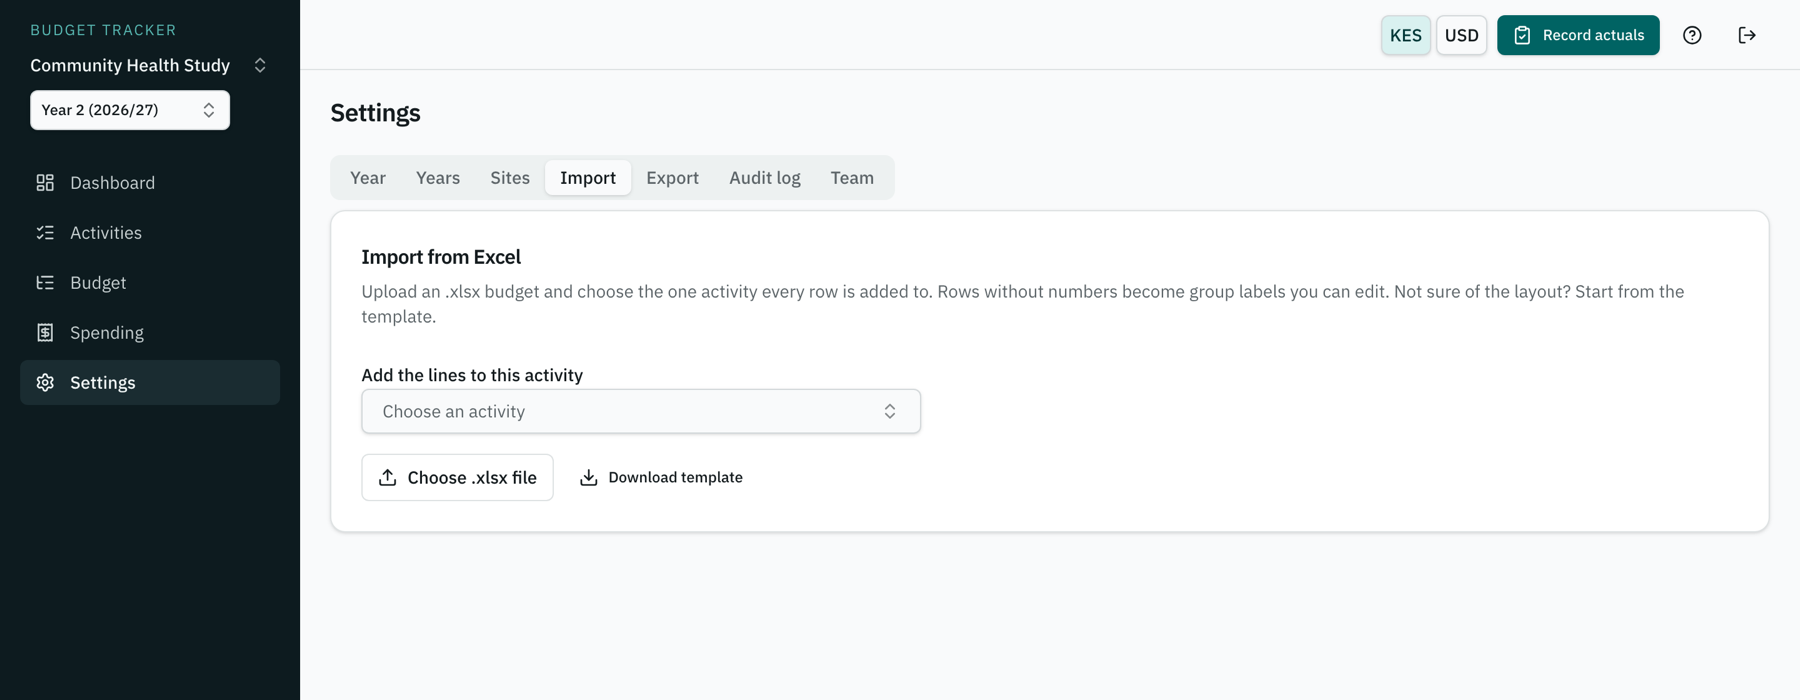 BUDGET TRACKER
Community Health Study
Year 2 (2026/27)
Dashboard
Activities
Budget
Spending
Settings
KES
USD
Record actuals
Settings
Year
Years
Sites
Import
Export
Audit log
Team
Import from Excel
Upload an .xlsx budget and choose the one activity every row is added to. Rows without numbers become group labels you can edit. Not sure of the layout? Start from the
template.
Add the lines to this activity
Choose an activity
Choose .xlsx file
Download template